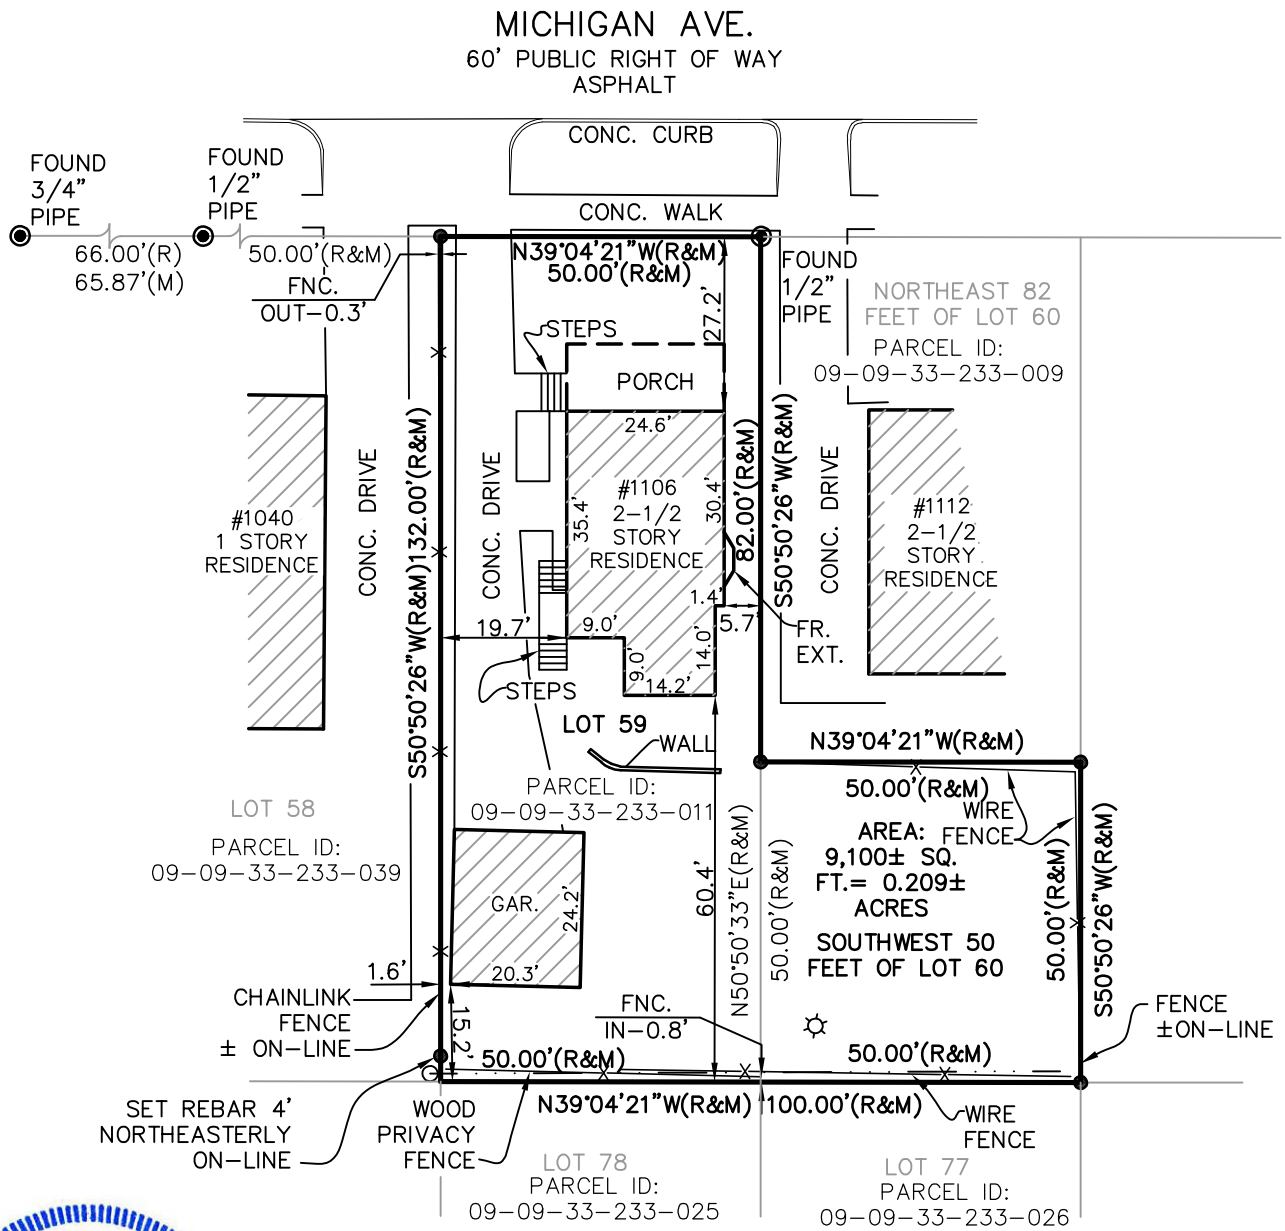 MICHIGAN AVE.
60' PUBLIC RIGHT OF WAY
ASPHALT
CONC. CURB
FOUND
3/4"
PIPE
FOUND
1/2"
PIPE
CONC. WALK
66.00'(R)
65.87'(M)
50.00'(R&M)
FNC.
OUT-0.3'
N39°04'21"W(R&M)
50.00'(R&M)
FOUND
1/2"
PIPE
NORTHEAST 82
FEET OF LOT 60
PARCEL ID:
09-09-33-233-009
27.2'
STEPS
PORCH
24.6'
#1040
1 STORY
RESIDENCE
CONC. DRIVE
S50°50'26"W(R&M)132.00'(R&M)
CONC. DRIVE
35.4'
#1106
2-1/2
STORY
RESIDENCE
30.4'
82.00'(R&M)
S50°50'26"W(R&M)
CONC. DRIVE
#1112
2-1/2
STORY
RESIDENCE
1.4'
5.7'
FR.
EXT.
19.7'
9.0'
9.0'
14.0'
14.2'
STEPS
LOT 59
WALL
N39°04'21"W(R&M)
50.00'(R&M)
WIRE
FENCE
PARCEL ID:
09-09-33-233-011
LOT 58
PARCEL ID:
09-09-33-233-039
GAR.
24.2'
20.3'
60.4'
N50°50'33"E(R&M)
50.00'(R&M)
AREA:
9,100± SQ.
FT.= 0.209±
ACRES
SOUTHWEST 50
FEET OF LOT 60
50.00'(R&M)
S50°50'26"W(R&M)
1.6'
CHAINLINK
FENCE
± ON-LINE
15.2'
FNC.
IN-0.8'
FENCE
±ON-LINE
50.00'(R&M)
50.00'(R&M)
N39°04'21"W(R&M) 100.00'(R&M)
SET REBAR 4'
NORTHEASTERLY
ON-LINE
WOOD
PRIVACY
FENCE
WIRE
FENCE
LOT 78
PARCEL ID:
09-09-33-233-025
LOT 77
PARCEL ID:
09-09-33-233-026